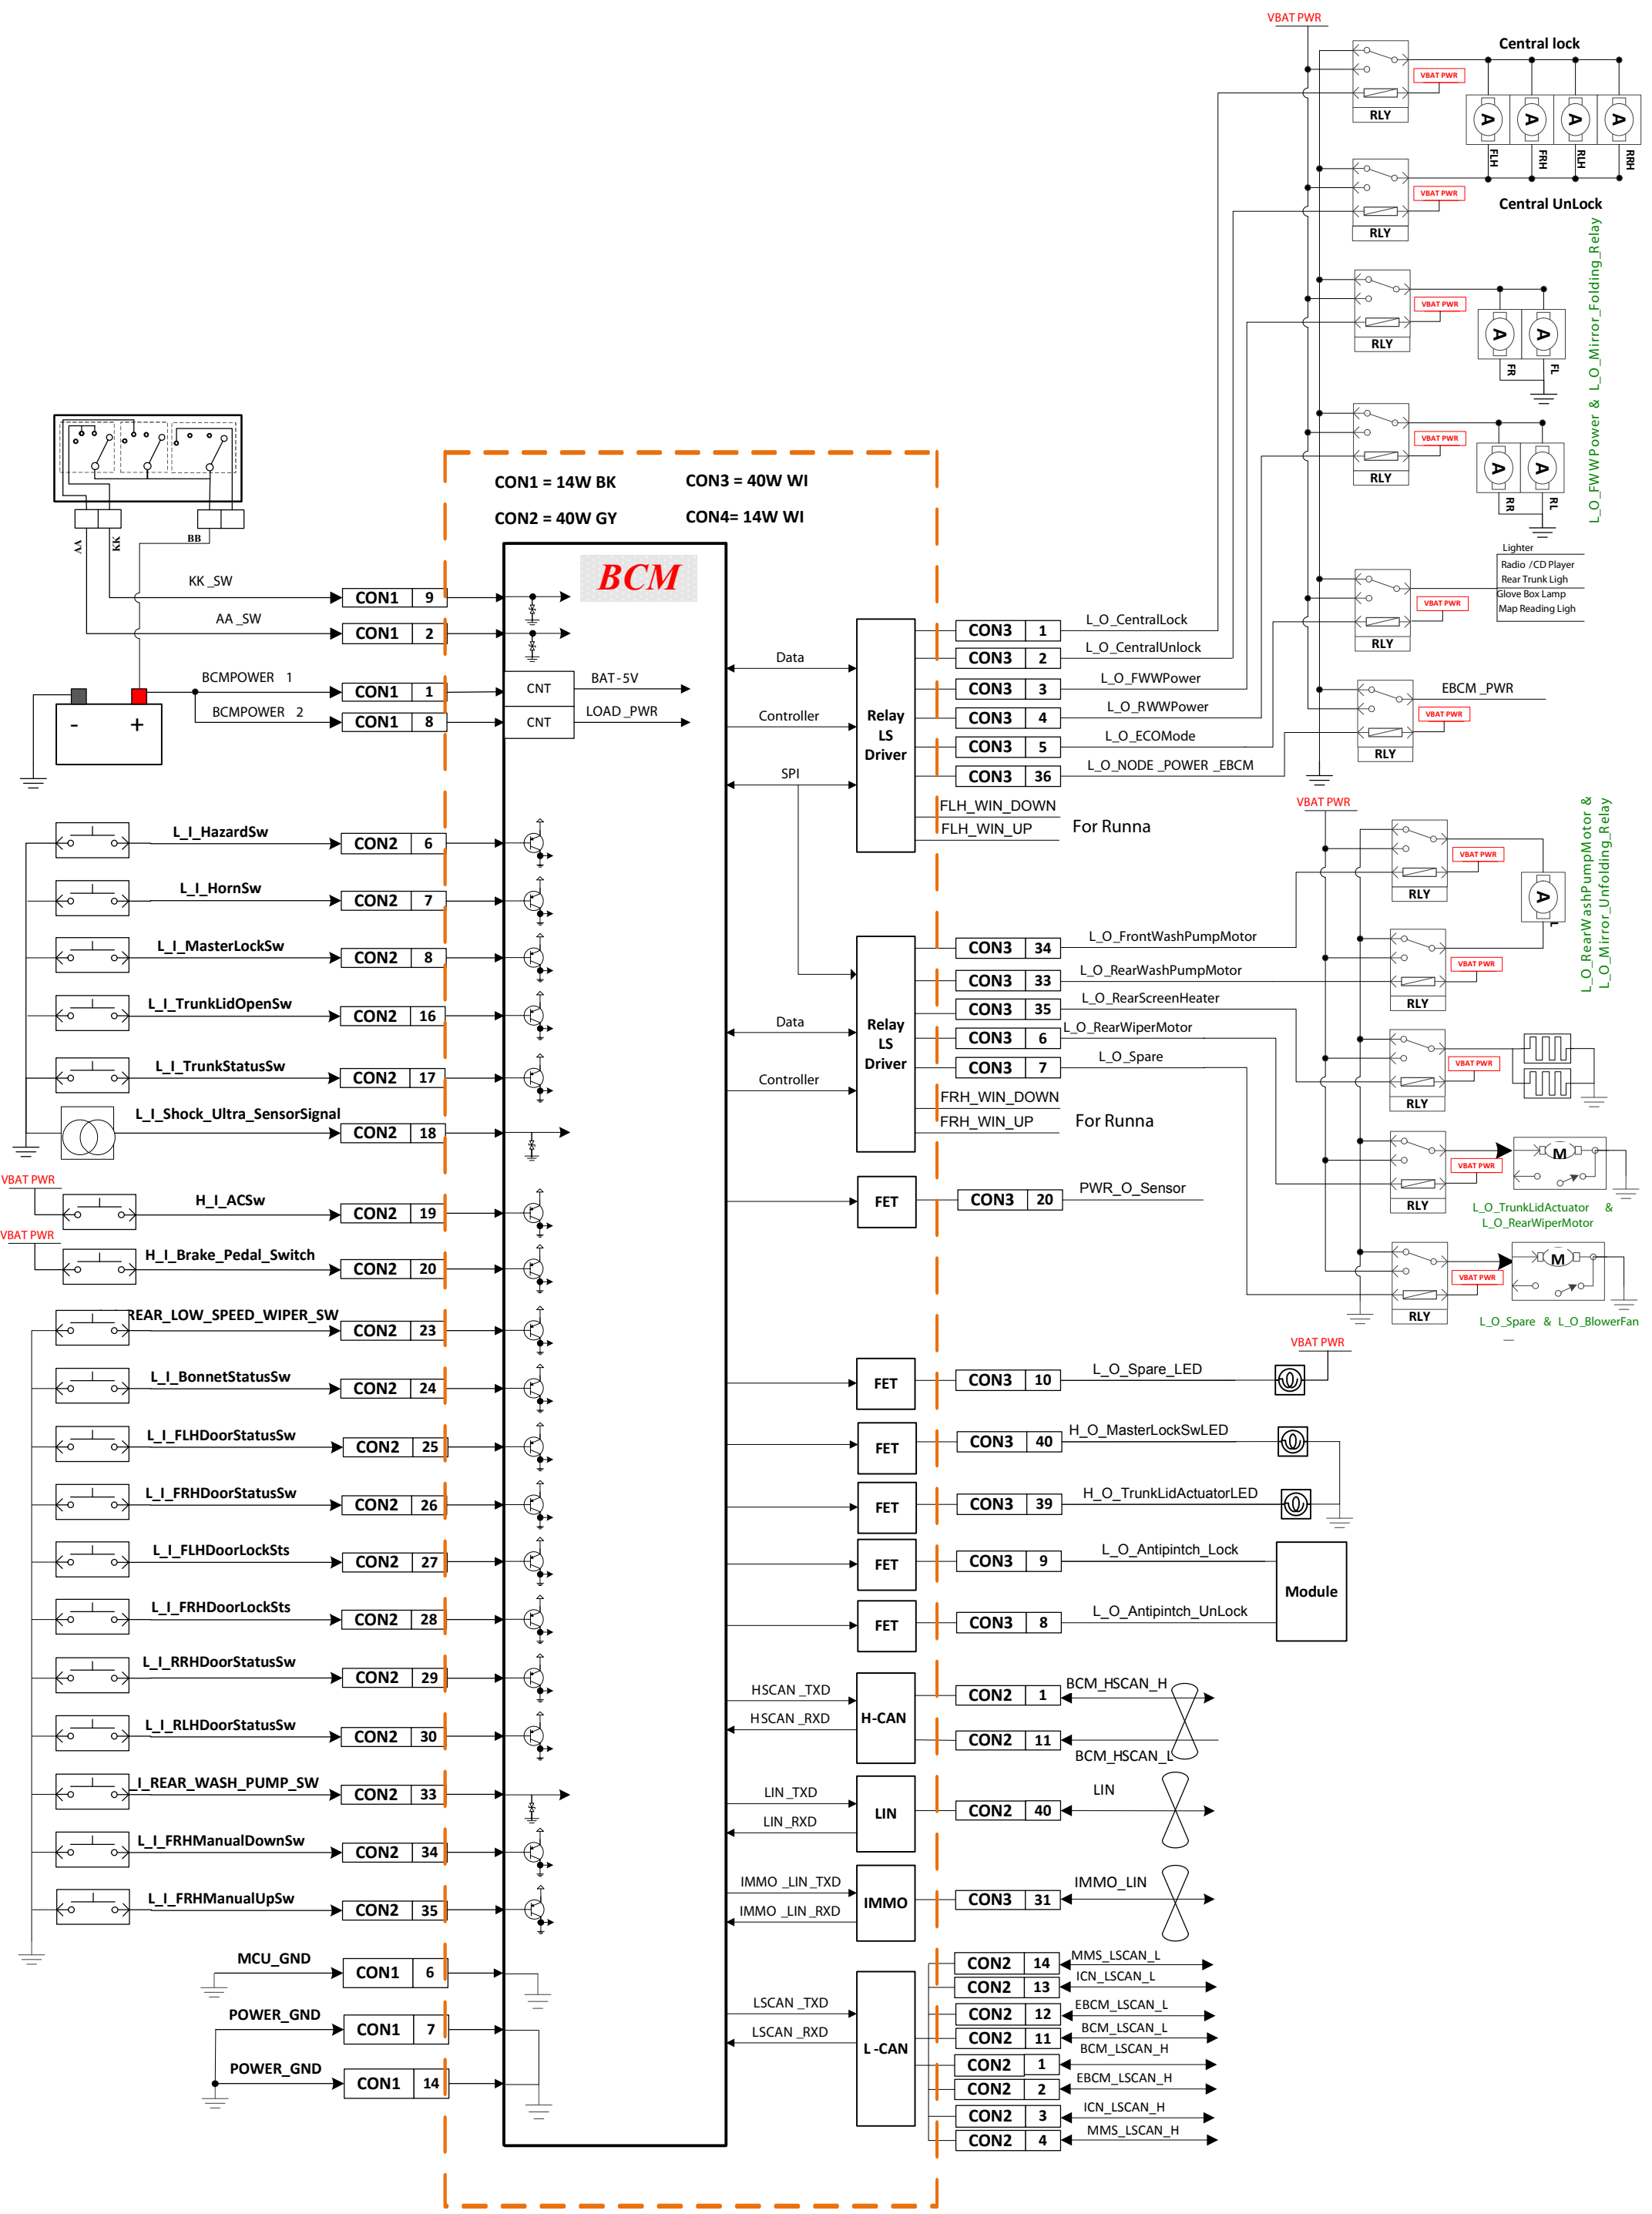 VBAT PWR
Central lock
VBAT PWR
RLY
A A A A
FLH FRH RLH RRH
VBAT PWR
RLY
Central UnLock
VBAT PWR
RLY
A A
FR FL
L_O_FWWPower & L_O_Mirror_Folding_Relay
VBAT PWR
RLY
A A
RR RL
Lighter
Radio /CD Player
Rear Trunk Ligh
Glove Box Lamp
Map Reading Ligh
VBAT PWR
RLY
EBCM _PWR
VBAT PWR
RLY
AA KK BB
CON1 = 14W BK CON3 = 40W WI
CON2 = 40W GY CON4= 14W WI
BCM
KK _SW CON1 9
AA _SW CON1 2
BCMPOWER 1 CON1 1 CNT BAT-5V
BCMPOWER 2 CON1 8 CNT LOAD _PWR
- +
L_I_HazardSw CON2 6
L_I_HornSw CON2 7
L_I_MasterLockSw CON2 8
L_I_TrunkLidOpenSw CON2 16
L_I_TrunkStatusSw CON2 17
L_I_Shock_Ultra_SensorSignal CON2 18
VBAT PWR
H_I_ACSw CON2 19
VBAT PWR
H_I_Brake_Pedal_Switch CON2 20
REAR_LOW_SPEED_WIPER_SW CON2 23
L_I_BonnetStatusSw CON2 24
L_I_FLHDoorStatusSw CON2 25
L_I_FRHDoorStatusSw CON2 26
L_I_FLHDoorLockSts CON2 27
L_I_FRHDoorLockSts CON2 28
L_I_RRHDoorStatusSw CON2 29
L_I_RLHDoorStatusSw CON2 30
_I_REAR_WASH_PUMP_SW CON2 33
L_I_FRHManualDownSw CON2 34
L_I_FRHManualUpSw CON2 35
MCU_GND CON1 6
POWER_GND CON1 7
POWER_GND CON1 14
Data
Controller
SPI
Relay
LS
Driver
CON3 1 L_O_CentralLock
CON3 2 L_O_CentralUnlock
CON3 3 L_O_FWWPower
CON3 4 L_O_RWWPower
CON3 5 L_O_ECOMode
CON3 36 L_O_NODE _POWER _EBCM
FLH_WIN_DOWN
FLH_WIN_UP
For Runna
Data
Controller
Relay
LS
Driver
CON3 34 L_O_FrontWashPumpMotor
CON3 33 L_O_RearWashPumpMotor
CON3 35 L_O_RearScreenHeater
CON3 6 L_O_RearWiperMotor
CON3 7 L_O_Spare
FRH_WIN_DOWN
FRH_WIN_UP
For Runna
VBAT PWR
VBAT PWR
RLY
A
L
L_O_RearWashPumpMotor &
L_O_Mirror_Unfolding_Relay
VBAT PWR
RLY
VBAT PWR
RLY
VBAT PWR
RLY
M
L_O_TrunkLidActuator &
L_O_RearWiperMotor
VBAT PWR
RLY
M
L_O_Spare & L_O_BlowerFan
FET CON3 20 PWR_O_Sensor
VBAT PWR
FET CON3 10 L_O_Spare_LED
FET CON3 40 H_O_MasterLockSwLED
FET CON3 39 H_O_TrunkLidActuatorLED
FET CON3 9 L_O_Antipintch_Lock
Module
FET CON3 8 L_O_Antipintch_UnLock
HSCAN _TXD
HSCAN _RXD
H-CAN
CON2 1 BCM_HSCAN_H
CON2 11 BCM_HSCAN_L
LIN _TXD
LIN _RXD
LIN
CON2 40 LIN
IMMO _LIN _TXD
IMMO _LIN _RXD
IMMO
CON3 31 IMMO_LIN
LSCAN _TXD
LSCAN _RXD
L -CAN
CON2 14 MMS_LSCAN_L
CON2 13 ICN_LSCAN_L
CON2 12 EBCM_LSCAN_L
CON2 11 BCM_LSCAN_L
CON2 1 BCM_LSCAN_H
CON2 2 EBCM_LSCAN_H
CON2 3 ICN_LSCAN_H
CON2 4 MMS_LSCAN_H